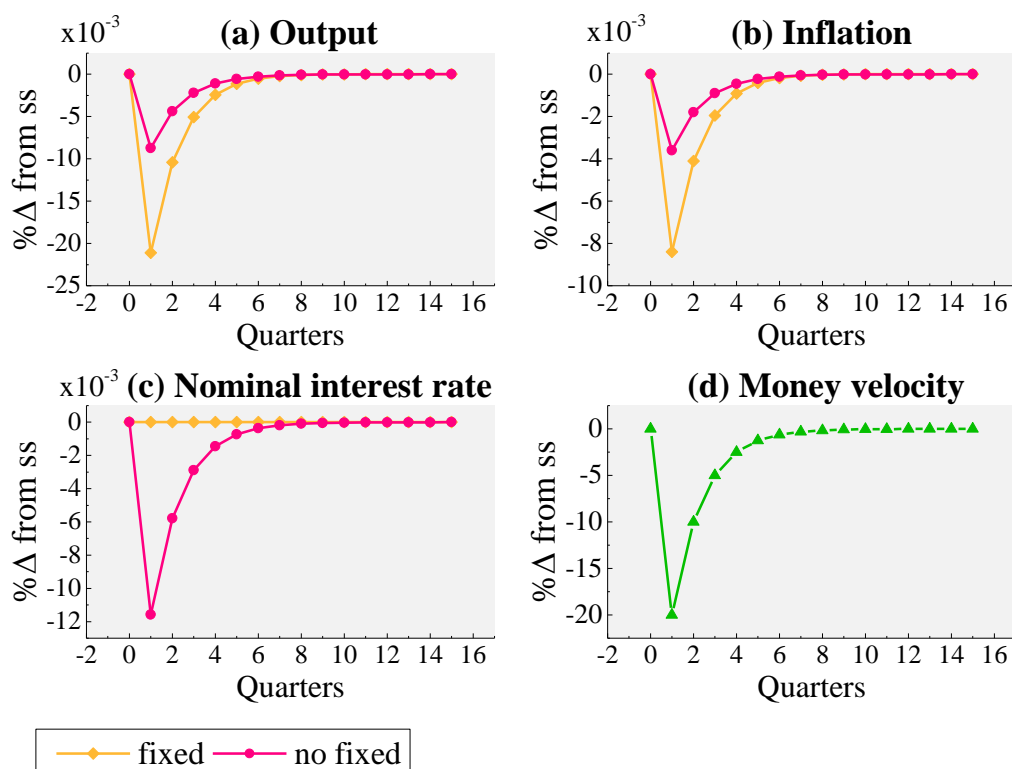 x10⁻³ (a) Output
0
-5
-10
-15
-20
-25
%Δ from ss
-2 0 2 4 6 8 10 12 14 16
Quarters
x10⁻³ (b) Inflation
0
-2
-4
-6
-8
-10
%Δ from ss
-2 0 2 4 6 8 10 12 14 16
Quarters
x10⁻³ (c) Nominal interest rate
0
-2
-4
-6
-8
-10
-12
%Δ from ss
-2 0 2 4 6 8 10 12 14 16
Quarters
(d) Money velocity
0
-5
-10
-15
-20
%Δ from ss
-2 0 2 4 6 8 10 12 14 16
Quarters
fixed no fixed